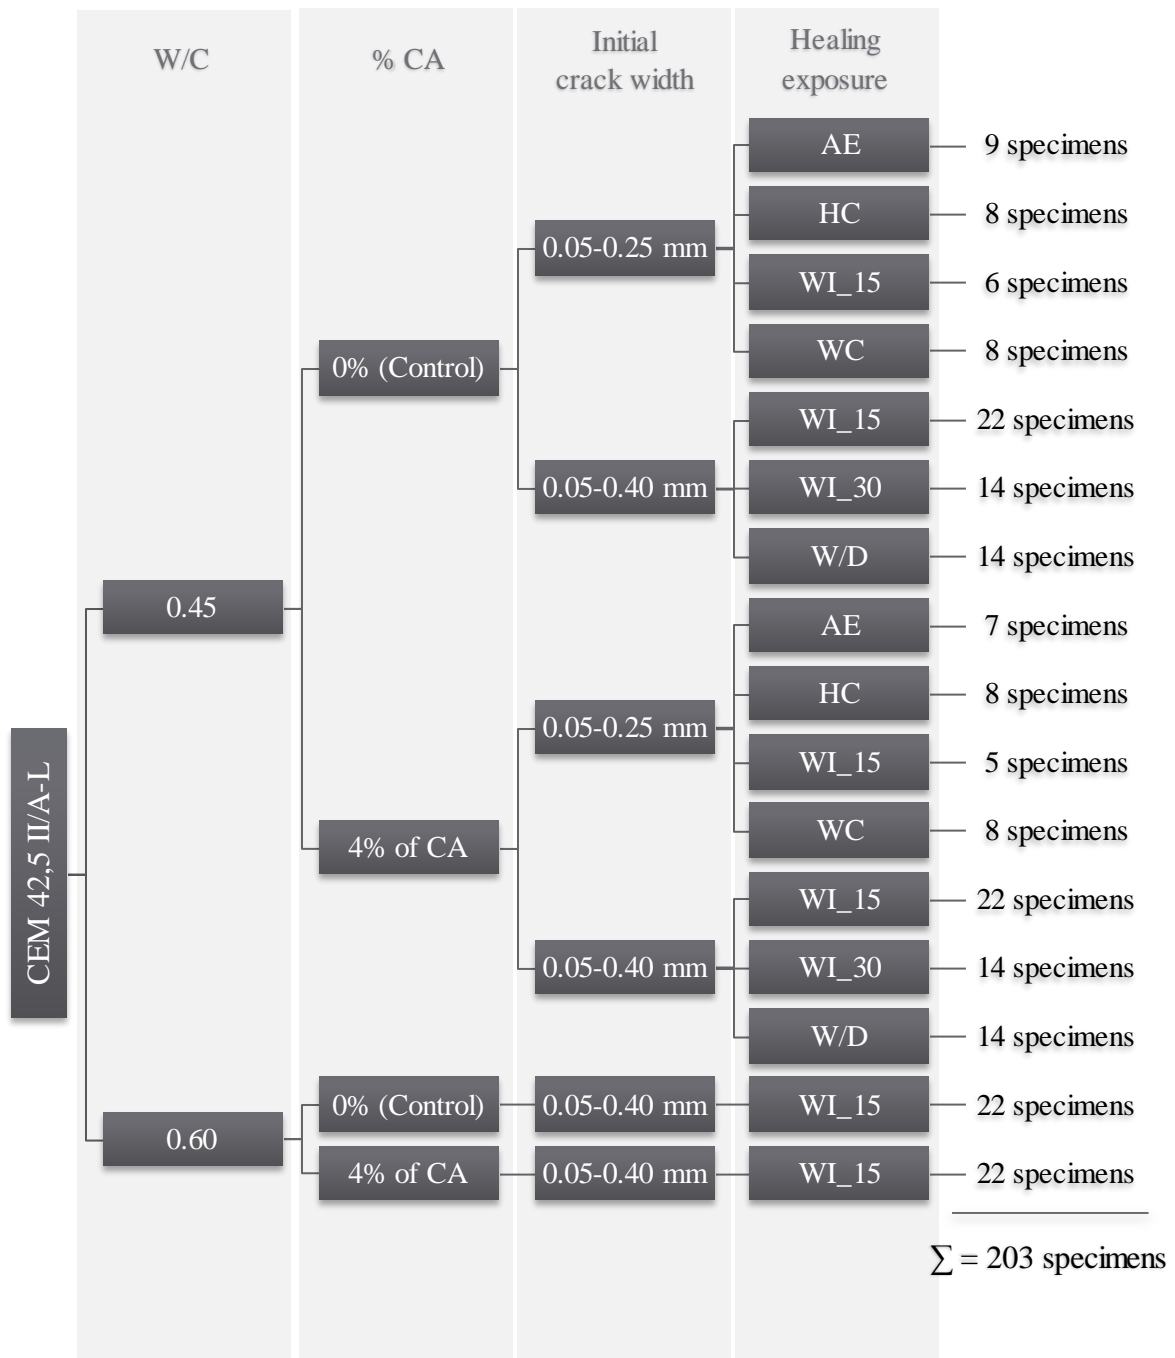 W/C
% CA
Initial
crack width
Healing
exposure
AE
9 specimens
HC
8 specimens
0.05-0.25 mm
WI_15
6 specimens
WC
8 specimens
0% (Control)
WI_15
22 specimens
0.05-0.40 mm
WI_30
14 specimens
W/D
14 specimens
0.45
AE
7 specimens
HC
8 specimens
0.05-0.25 mm
WI_15
5 specimens
WC
8 specimens
4% of CA
CEM 42,5 II/A-L
WI_15
22 specimens
0.05-0.40 mm
WI_30
14 specimens
W/D
14 specimens
0% (Control)
0.05-0.40 mm
WI_15
22 specimens
0.60
4% of CA
0.05-0.40 mm
WI_15
22 specimens
∑ = 203 specimens